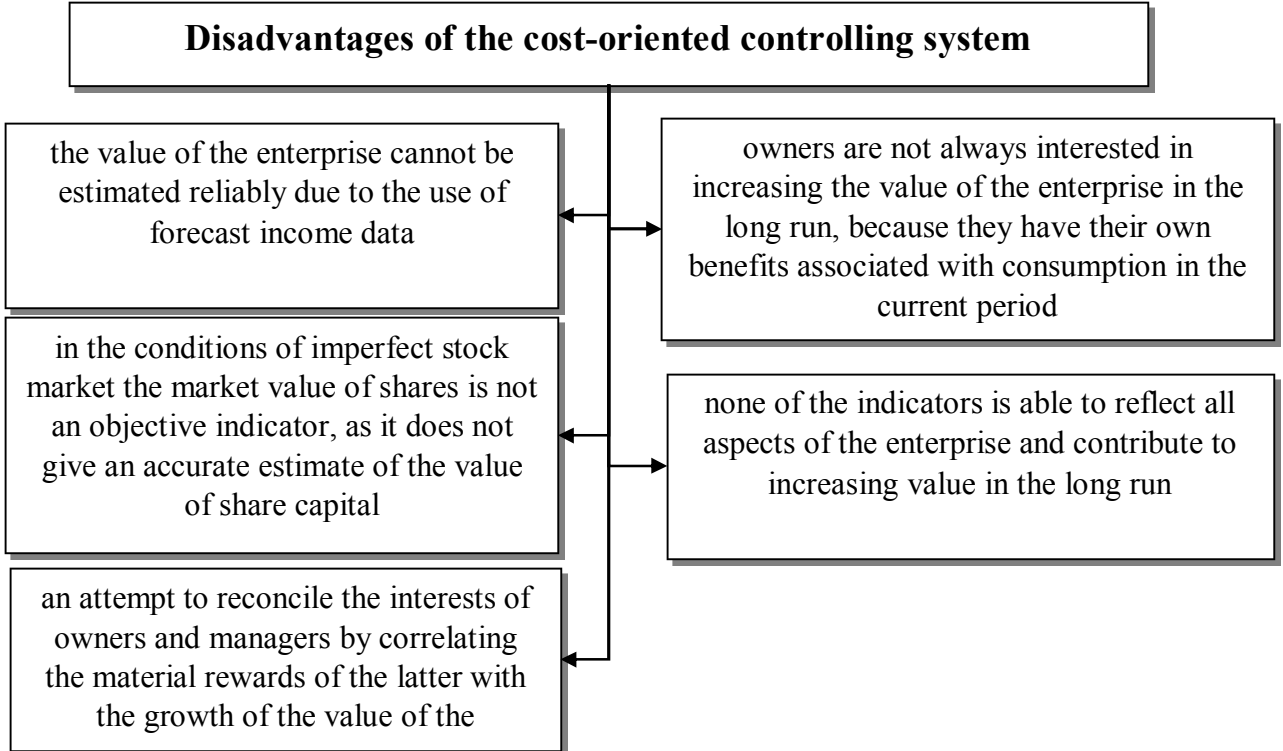 Disadvantages of the cost-oriented controlling system
the value of the enterprise cannot be
estimated reliably due to the use of
forecast income data
owners are not always interested in
increasing the value of the enterprise in the
long run, because they have their own
benefits associated with consumption in the
current period
in the conditions of imperfect stock
market the market value of shares is not
an objective indicator, as it does not
give an accurate estimate of the value
of share capital
none of the indicators is able to reflect all
aspects of the enterprise and contribute to
increasing value in the long run
an attempt to reconcile the interests of
owners and managers by correlating
the material rewards of the latter with
the growth of the value of the